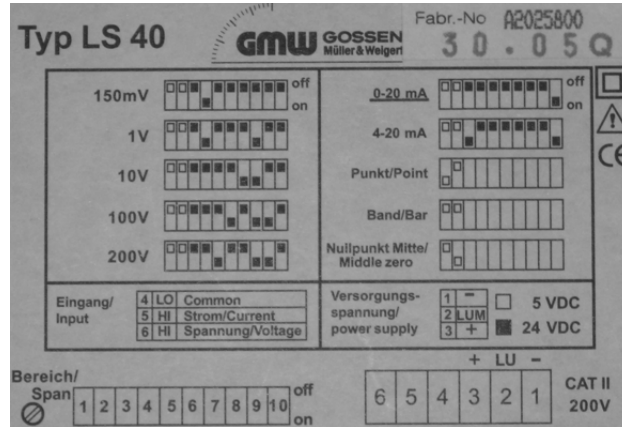 Typ LS 40
GMW GOSSEN
Müller & Weigert
Fabr.-No A2025800
30.05Q
150mV
off
on
1V
10V
100V
200V
0-20 mA
off
on
4-20 mA
Punkt/Point
Band/Bar
Nullpunkt Mitte/
Middle zero
CE
Eingang/
Input
4 LO Common
5 HI Strom/Current
6 HI Spannung/Voltage
Versorgungs-
spannung/
power supply
1 −
2 LUM
3 +
5 VDC
24 VDC
Bereich/
Span
1 2 3 4 5 6 7 8 9 10
off
on
+ LU −
6 5 4 3 2 1
CAT II
200V